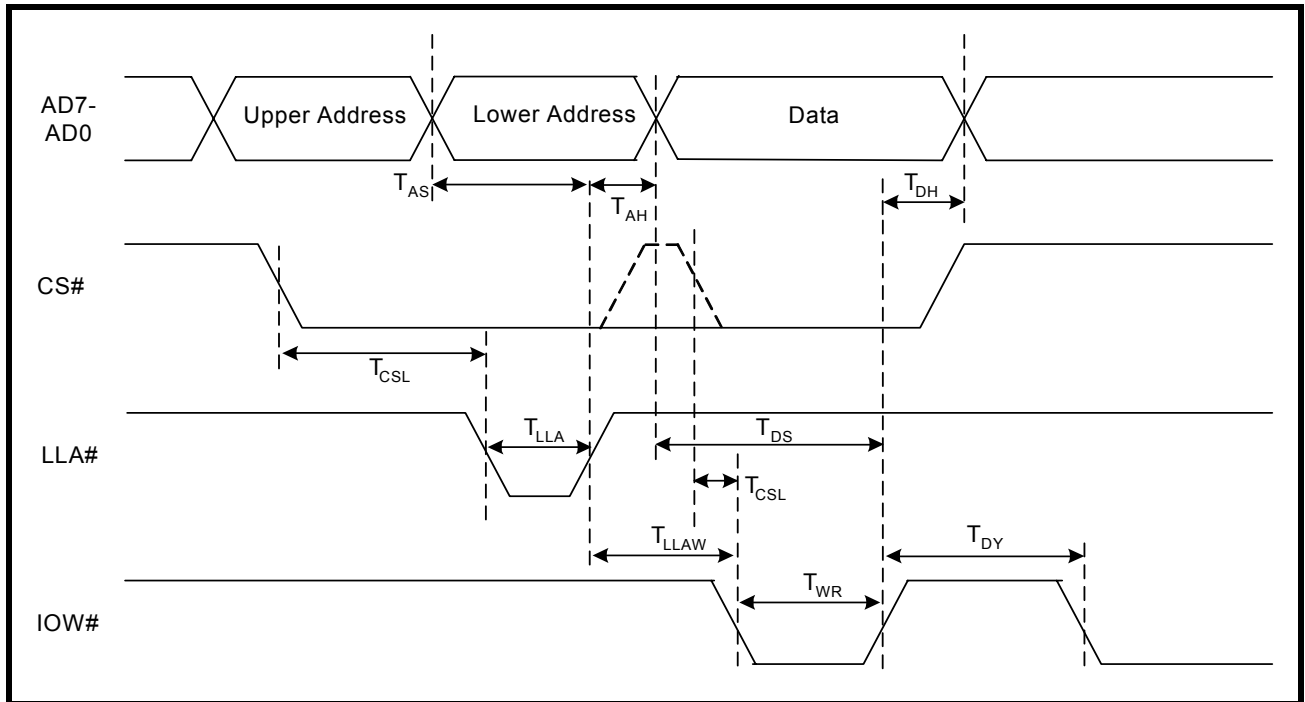 AD7-
AD0
Upper Address
Lower Address
Data
TAS
TAH
TDH
CS#
TCSL
LLA#
TLLA
TDS
TCSL
TLLAW
TDY
TWR
IOW#